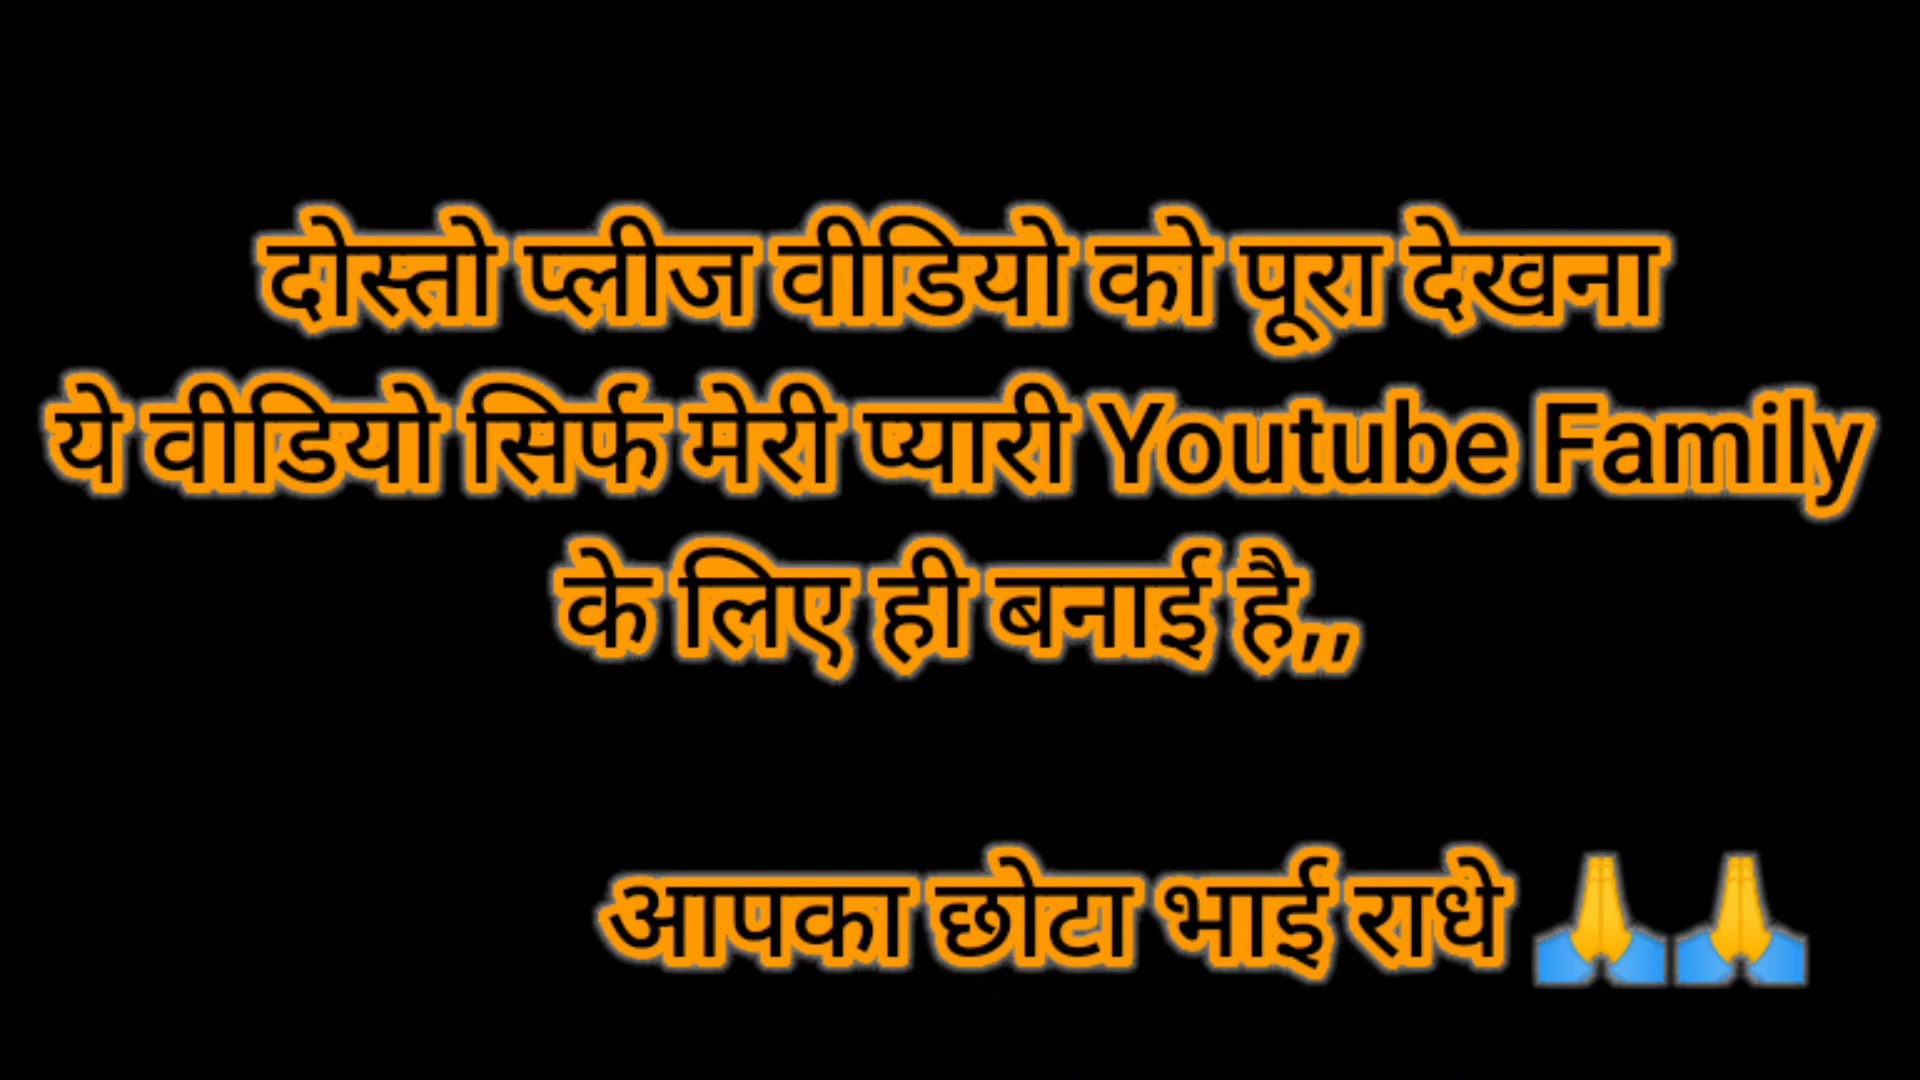 दोस्तो प्लीज वीडियो को पूरा देखना
ये वीडियो सिर्फ मेरी प्यारी Youtube Family
के लिए ही बनाई है,,
आपका छोटा भाई राधे 🙏🙏